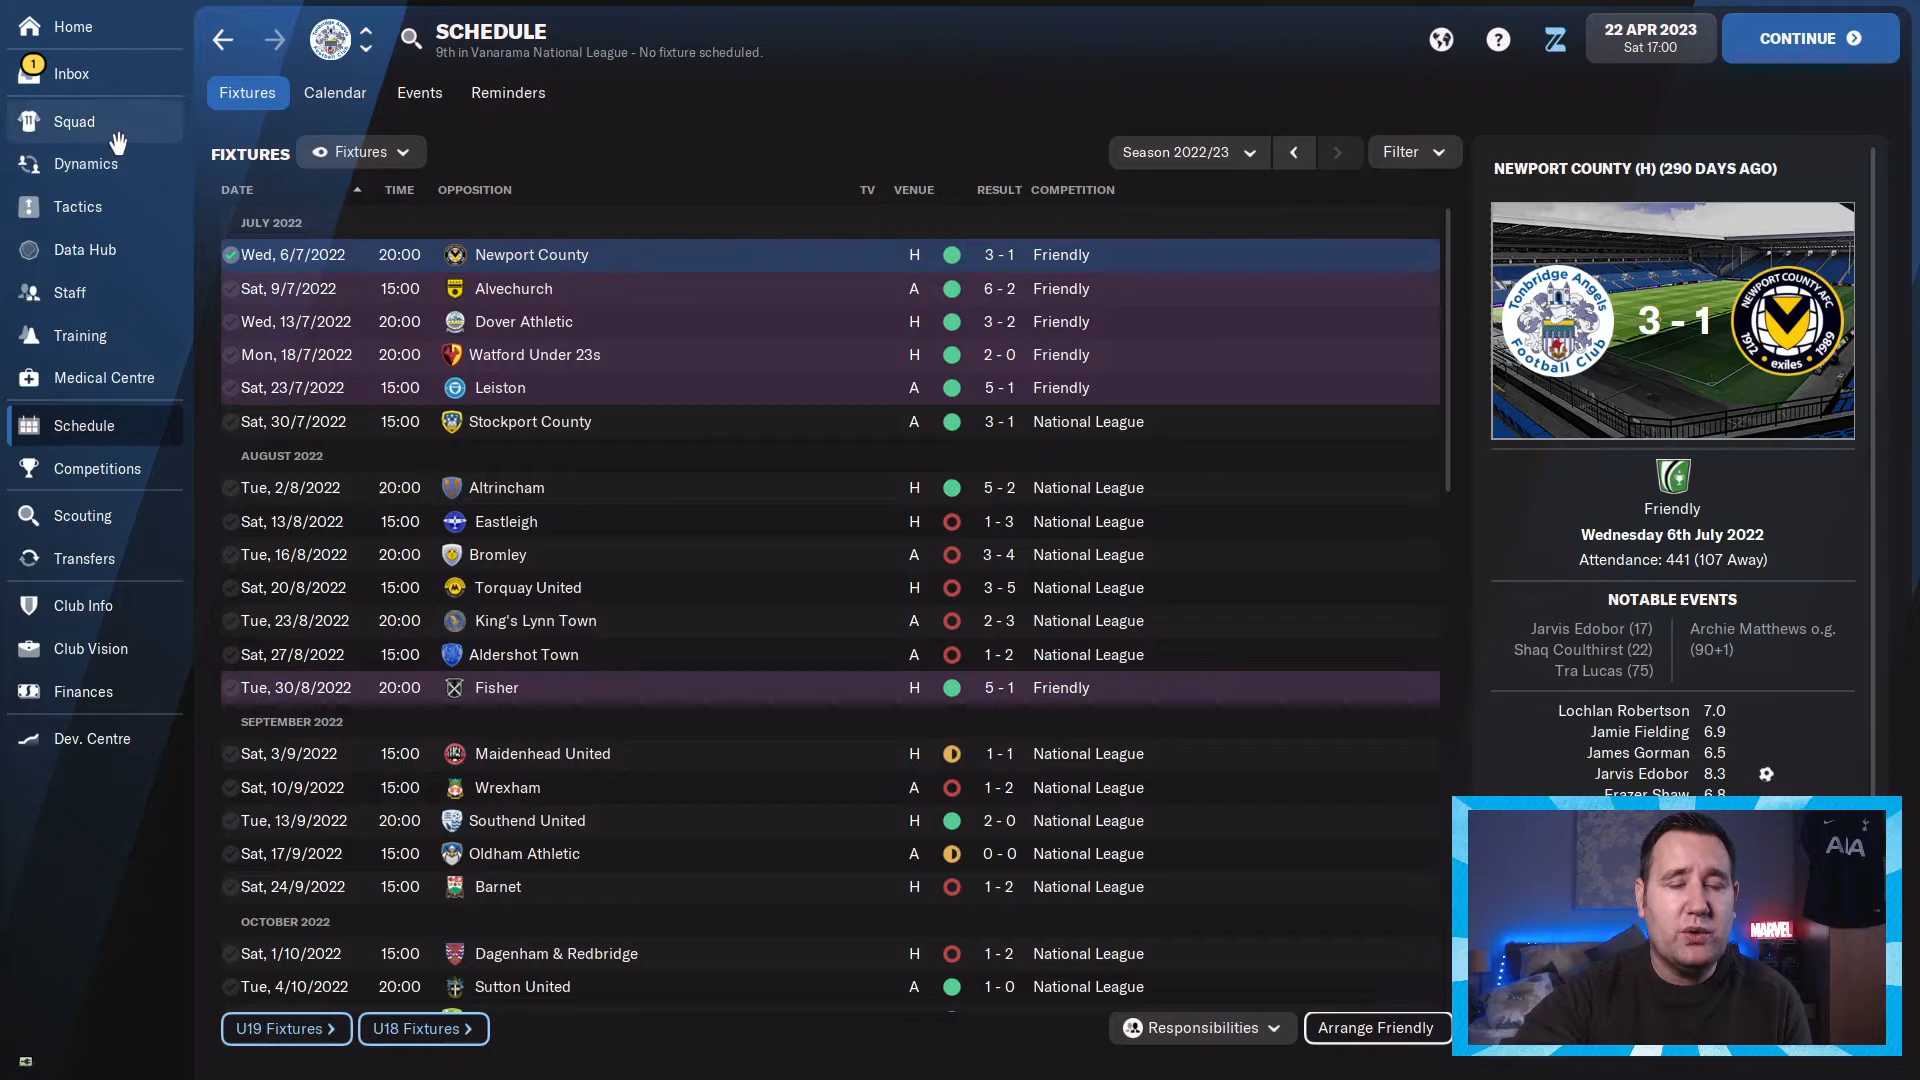 Home
1
Inbox
11
Squad
Dynamics
Tactics
Data Hub
Staff
Training
Medical Centre
Schedule
Competitions
Scouting
Transfers
Club Info
Club Vision
Finances
Dev. Centre
SCHEDULE
9th in Vanarama National League - No fixture scheduled.
?
Z
22 APR 2023
Sat 17:00
CONTINUE
Fixtures Calendar Events Reminders
FIXTURES Fixtures Season 2022/23 Filter
DATE TIME OPPOSITION TV VENUE RESULT COMPETITION
JULY 2022
Wed, 6/7/2022 20:00 Newport County H 3 - 1 Friendly
Sat, 9/7/2022 15:00 Alvechurch A 6 - 2 Friendly
Wed, 13/7/2022 20:00 Dover Athletic H 3 - 2 Friendly
Mon, 18/7/2022 20:00 Watford Under 23s H 2 - 0 Friendly
Sat, 23/7/2022 15:00 Leiston A 5 - 1 Friendly
Sat, 30/7/2022 15:00 Stockport County A 3 - 1 National League
AUGUST 2022
Tue, 2/8/2022 20:00 Altrincham H 5 - 2 National League
Sat, 13/8/2022 15:00 Eastleigh H 1 - 3 National League
Tue, 16/8/2022 20:00 Bromley A 3 - 4 National League
Sat, 20/8/2022 15:00 Torquay United H 3 - 5 National League
Tue, 23/8/2022 20:00 King's Lynn Town A 2 - 3 National League
Sat, 27/8/2022 15:00 Aldershot Town A 1 - 2 National League
Tue, 30/8/2022 20:00 Fisher H 5 - 1 Friendly
SEPTEMBER 2022
Sat, 3/9/2022 15:00 Maidenhead United H 1 - 1 National League
Sat, 10/9/2022 15:00 Wrexham A 1 - 2 National League
Tue, 13/9/2022 20:00 Southend United H 2 - 0 National League
Sat, 17/9/2022 15:00 Oldham Athletic A 0 - 0 National League
Sat, 24/9/2022 15:00 Barnet H 1 - 2 National League
OCTOBER 2022
Sat, 1/10/2022 15:00 Dagenham & Redbridge H 1 - 2 National League
Tue, 4/10/2022 20:00 Sutton United A 1 - 0 National League
U19 Fixtures U18 Fixtures Responsibilities Arrange Friendly
NEWPORT COUNTY (H) (290 DAYS AGO)
Tonbridge Angels Football Club
3 - 1
NEWPORT COUNTY AFC
1912 1989
exiles
Friendly
Wednesday 6th July 2022
Attendance: 441 (107 Away)
NOTABLE EVENTS
Jarvis Edobor (17)
Shaq Coulthirst (22)
Tra Lucas (75)
Archie Matthews o.g.
(90+1)
Lochlan Robertson 7.0
Jamie Fielding 6.9
James Gorman 6.5
Jarvis Edobor 8.3
Frazer Shaw 6.8
AIA
MARVEL